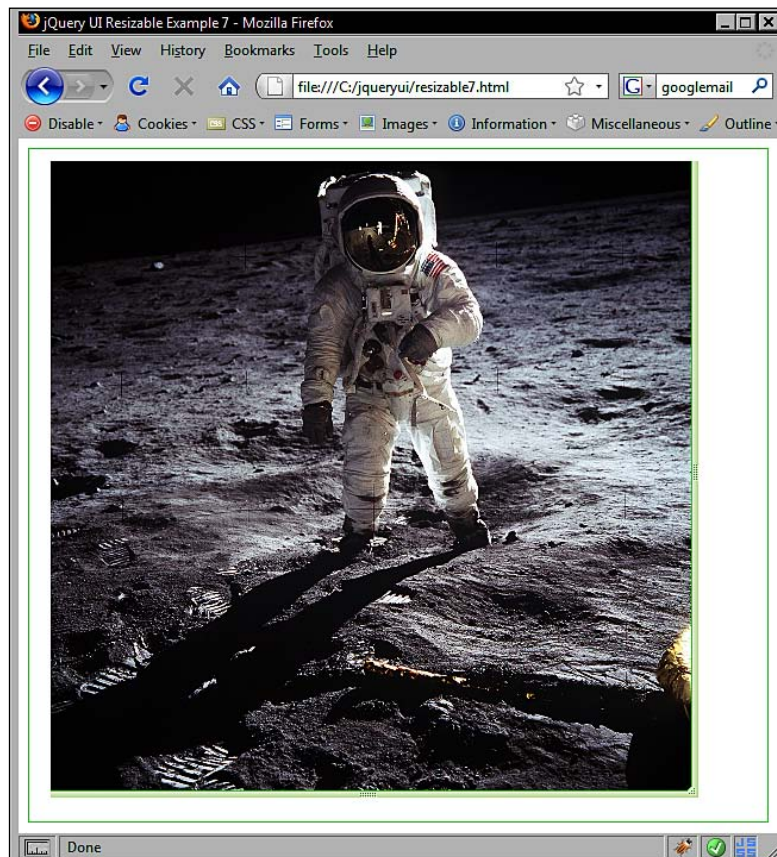 jQuery UI Resizable Example 7 - Mozilla Firefox
File Edit View History Bookmarks Tools Help
file:///C:/jqueryui/resizable7.html G googlemail
Disable Cookies CSS Forms Images Information Miscellaneous Outline
Done